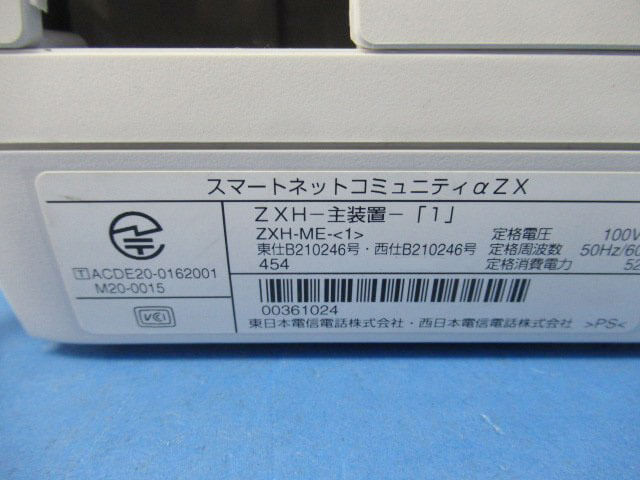 スマートネットコミュニティαZX
ZXH－主装置－「1」
ZXH-ME-<1>
東仕B210246号・西仕B210246号
454
定格電圧 100V
定格周波数 50Hz/60
定格消費電力 52
T ACDE20-0162001
M20-0015
VCI
00361024
東日本電信電話株式会社・西日本電信電話株式会社 >PS<